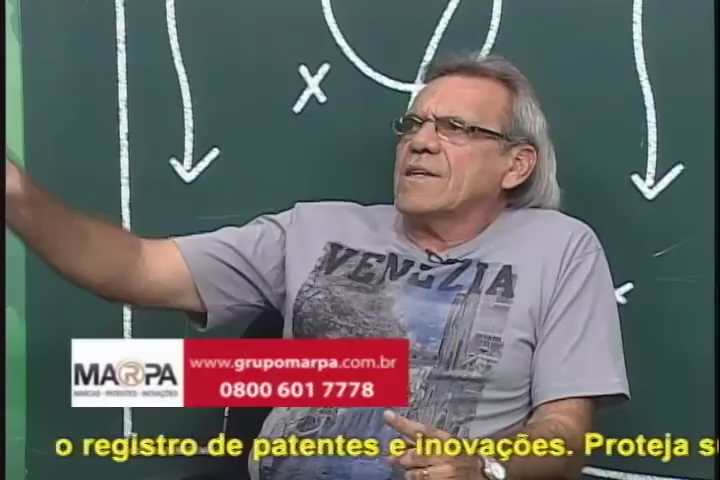 VENEZIA
MARPA
MARCAS · PATENTES · INOVAÇÕES
www.grupomarpa.com.br
0800 601 7778
o registro de patentes e inovações. Proteja s